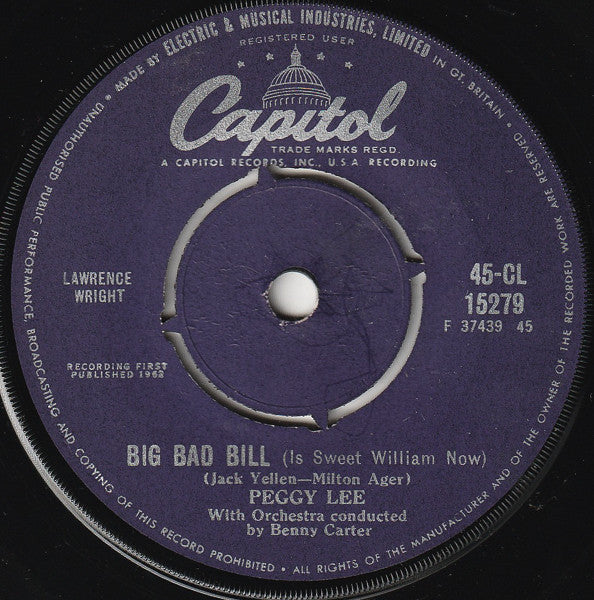 • MADE BY ELECTRIC & MUSICAL INDUSTRIES, LIMITED IN GT. BRITAIN • ALL RIGHTS OF THE MANUFACTURER AND OF THE OWNER OF THE RECORDED WORK ARE RESERVED
UNAUTHORISED PUBLIC PERFORMANCE, BROADCASTING AND COPYING OF THIS RECORD PROHIBITED •
REGISTERED USER
Capitol
TRADE MARKS REGD.
A CAPITOL RECORDS, INC., U.S.A. RECORDING
LAWRENCE
WRIGHT
45-CL
15279
F 37439 45
RECORDING FIRST
PUBLISHED 1962
BIG BAD BILL (Is Sweet William Now)
(Jack Yellen—Milton Ager)
PEGGY LEE
With Orchestra conducted
by Benny Carter